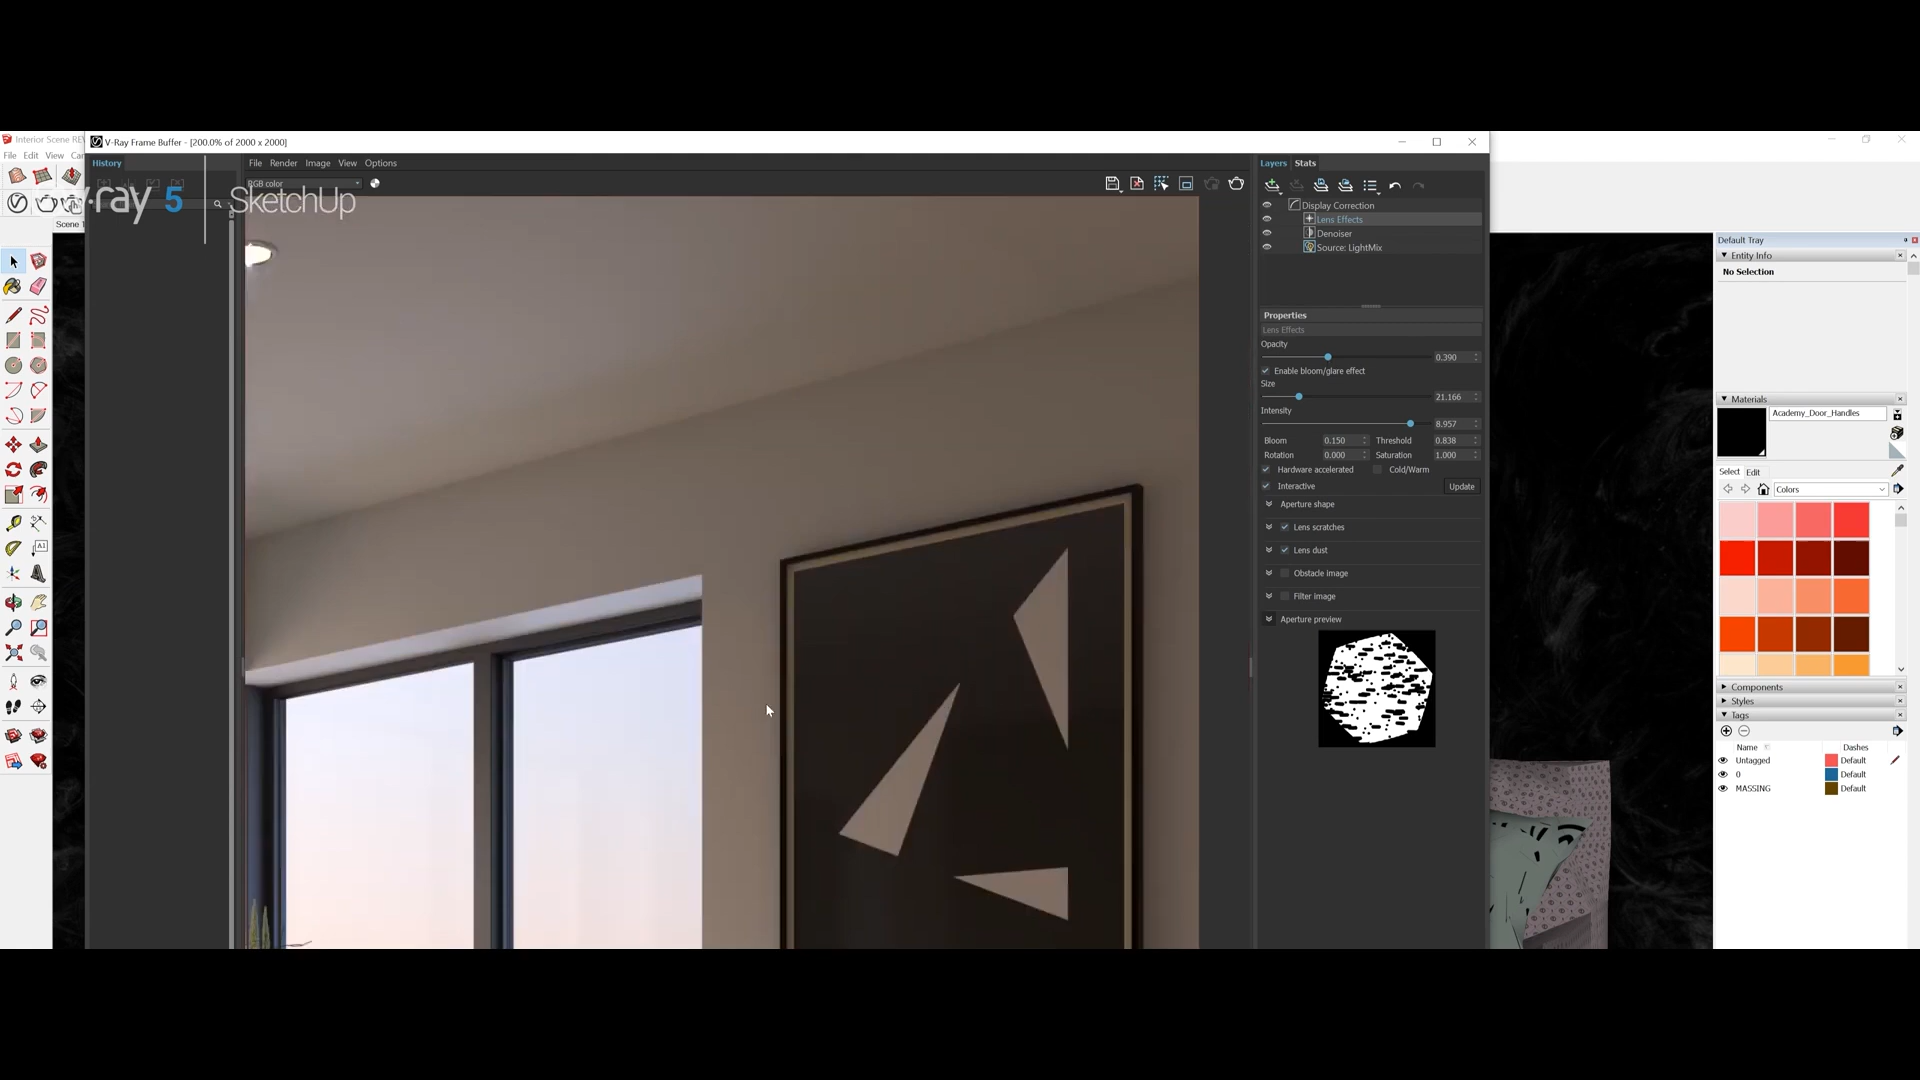 Interior Scene RE
V-Ray Frame Buffer - [200.0% of 2000 x 2000]
File Edit View
History
File Render Image View Options
Layers Stats
RGB color
v-ray 5 | SketchUp
Scene
Display Correction
Lens Effects
Denoiser
Source: LightMix
Properties
Lens Effects
Opacity
0.390
Enable bloom/glare effect
Size
21.166
Intensity
8.957
Bloom 0.150 Threshold 0.838
Rotation 0.000 Saturation 1.000
Hardware accelerated Cold/Warm
Interactive Update
Aperture shape
Lens scratches
Lens dust
Obstacle image
Filter image
Aperture preview
Default Tray
Entity Info
No Selection
Materials
Academy_Door_Handles
Select Edit
Colors
Components
Styles
Tags
Name Dashes
Untagged Default
0 Default
MASSING Default